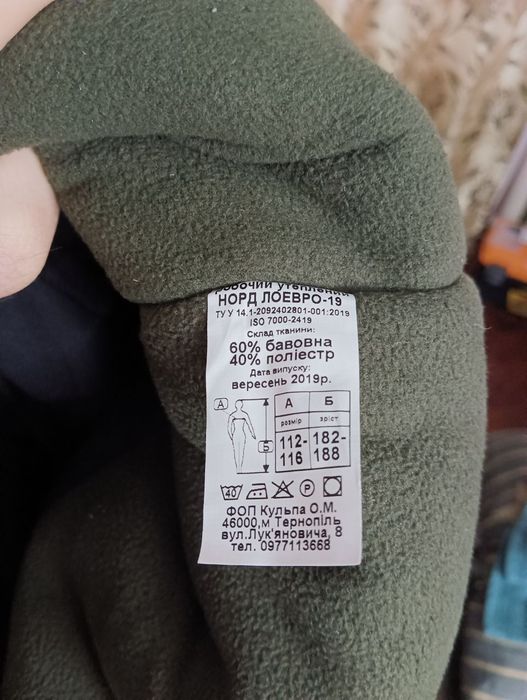 робочий утеплений
НОРД ЛОЕВРО-19
ТУ У 14.1-2092402801-001:2019
ISO 7000-2419
Склад тканини:
60% бавовна
40% поліестр
Дата випуску:
вересень 2019р.
А
А Б
розмір зріст
Б
112-116 182-188
40 P
ФОП Кульпа О.М.
46000,м Тернопіль
вул.Лук'яновича, 8
тел. 0977113668